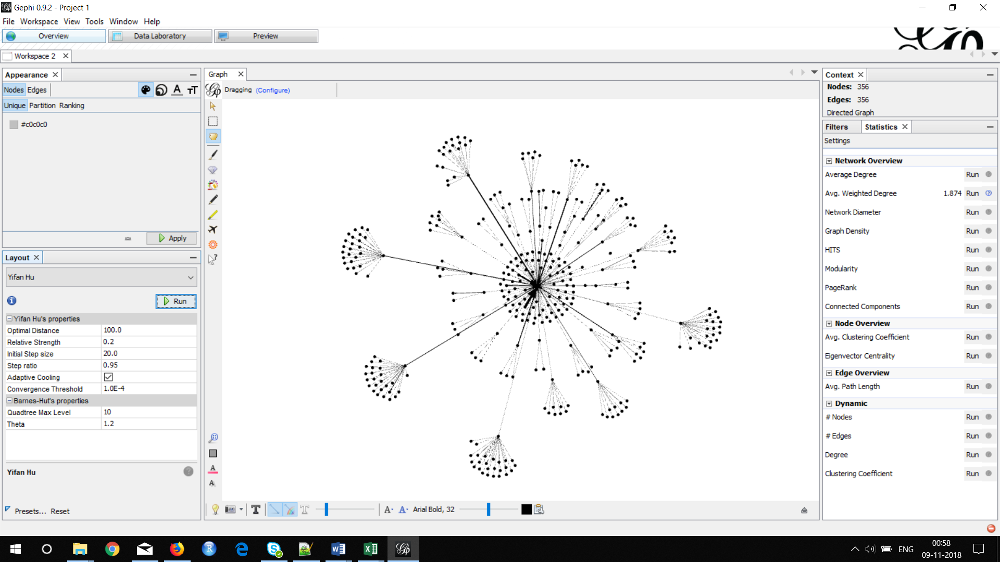 Gephi 0.9.2 - Project 1
File Workspace View Tools Window Help
Overview Data Laboratory Preview
Workspace 2
Appearance
Nodes Edges
Unique Partition Ranking
#c0c0c0
Apply
Layout
Yifan Hu
Run
Yifan Hu's properties
Optimal Distance 100.0
Relative Strength 0.2
Initial Step size 20.0
Step ratio 0.95
Adaptive Cooling
Convergence Threshold 1.0E-4
Barnes-Hut's properties
Quadtree Max Level 10
Theta 1.2
Yifan Hu
Presets... Reset
Graph
Dragging (Configure)
Arial Bold, 32
Context
Nodes: 356
Edges: 356
Directed Graph
Filters Statistics
Settings
Network Overview
Average Degree Run
Avg. Weighted Degree 1.874 Run
Network Diameter Run
Graph Density Run
HITS Run
Modularity Run
PageRank Run
Connected Components Run
Node Overview
Avg. Clustering Coefficient Run
Eigenvector Centrality Run
Edge Overview
Avg. Path Length Run
Dynamic
# Nodes Run
# Edges Run
Degree Run
Clustering Coefficient Run
ENG
00:58
09-11-2018